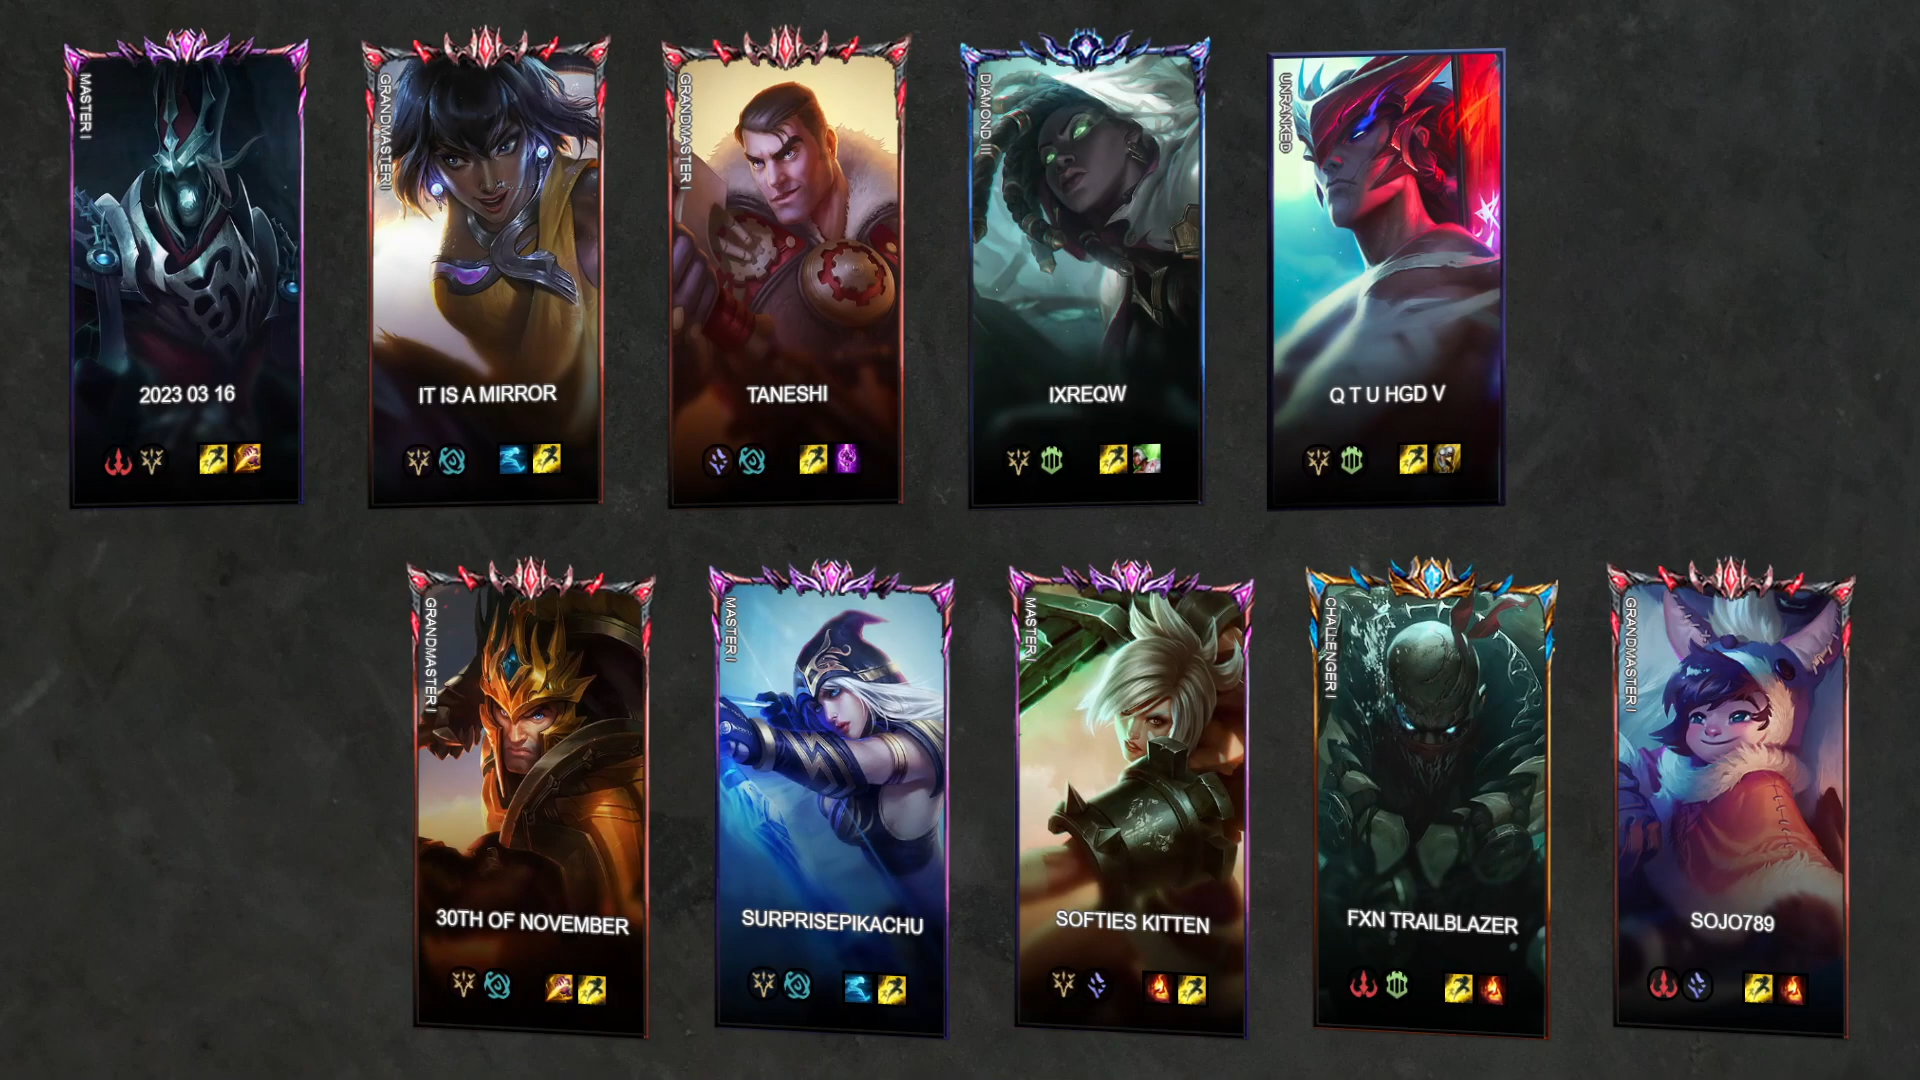 MASTER I
2023 03 16
GRANDMASTER I
IT IS A MIRROR
GRANDMASTER I
TANESHI
DIAMOND III
IXREQW
UNRANKED
Q T U HGD V
GRANDMASTER I
30TH OF NOVEMBER
MASTER I
SURPRISEPIKACHU
MASTER I
SOFTIES KITTEN
CHALLENGER I
FXN TRAILBLAZER
GRANDMASTER I
SOJO789